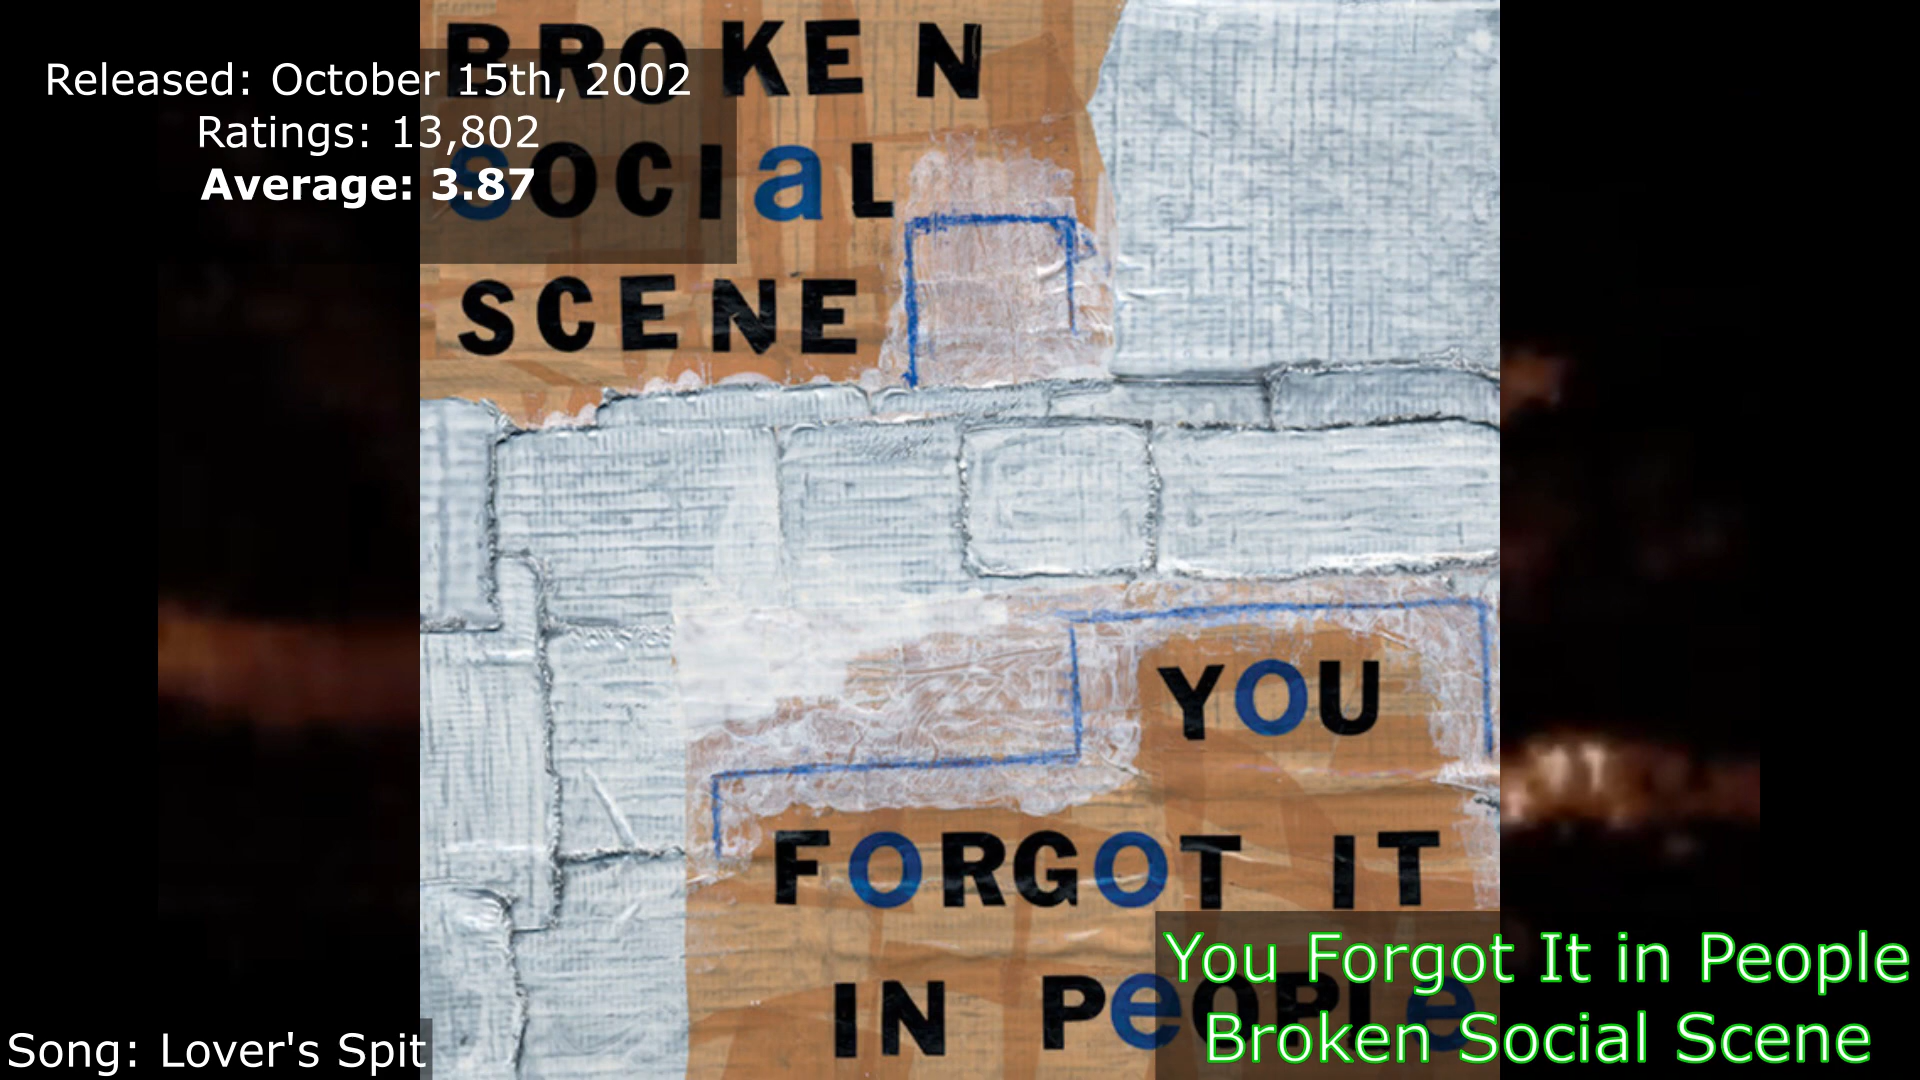 Released: October 15th, 2002
Ratings: 13,802
Average: 3.87
BROKEN
sOCIaL
SCENE
YOU
FORGOT IT
IN PeOPLe
You Forgot It in People
Broken Social Scene
Song: Lover's Spit